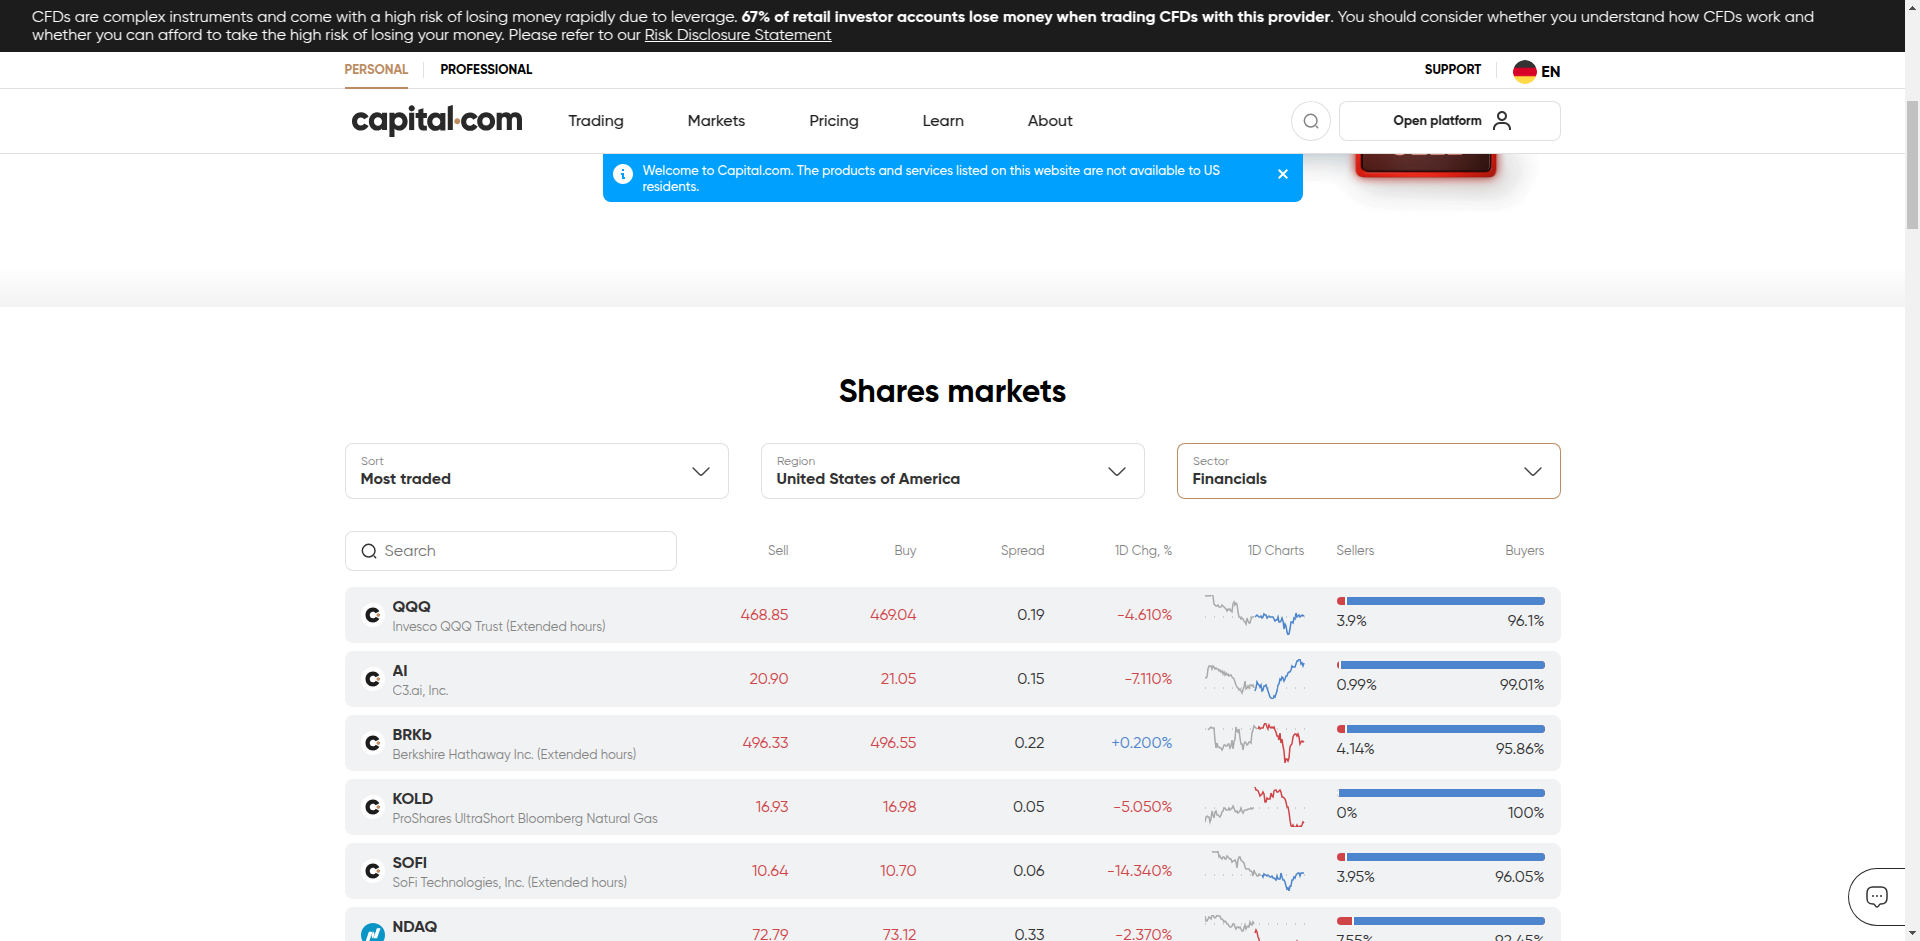 CFDs are complex instruments and come with a high risk of losing money rapidly due to leverage. 67% of retail investor accounts lose money when trading CFDs with this provider. You should consider whether you understand how CFDs work and
whether you can afford to take the high risk of losing your money. Please refer to our Risk Disclosure Statement
PERSONAL PROFESSIONAL SUPPORT EN
capital.com Trading Markets Pricing Learn About Open platform
Welcome to Capital.com. The products and services listed on this website are not available to US
residents.
Shares markets
Sort Region Sector
Most traded United States of America Financials
Search Sell Buy Spread 1D Chg, % 1D Charts Sellers Buyers
QQQ
Invesco QQQ Trust (Extended hours) 468.85 469.04 0.19 -4.610% 3.9% 96.1%
AI
C3.ai, Inc. 20.90 21.05 0.15 -7.110% 0.99% 99.01%
BRKb
Berkshire Hathaway Inc. (Extended hours) 496.33 496.55 0.22 +0.200% 4.14% 95.86%
KOLD
ProShares UltraShort Bloomberg Natural Gas 16.93 16.98 0.05 -5.050% 0% 100%
SOFI
SoFi Technologies, Inc. (Extended hours) 10.64 10.70 0.06 -14.340% 3.95% 96.05%
NDAQ
72.79 73.12 0.33 -2.370% 7.55% 92.45%